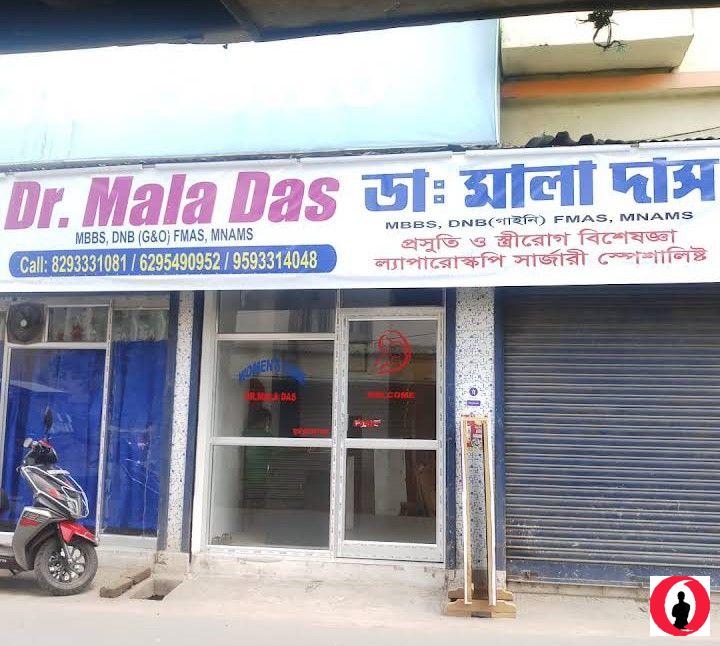 Dr. Mala Das
MBBS, DNB (G&O) FMAS, MNAMS
Call: 8293331081 / 6295490952 / 9593314048
ডাঃ মালা দাস
MBBS, DNB(গাইনি) FMAS, MNAMS
প্রসুতি ও স্ত্রীরোগ বিশেষজ্ঞা
ল্যাপারোস্কপি সার্জারী স্পেশালিষ্ট
WOMEN'S
DR.MALA DAS
WELCOME